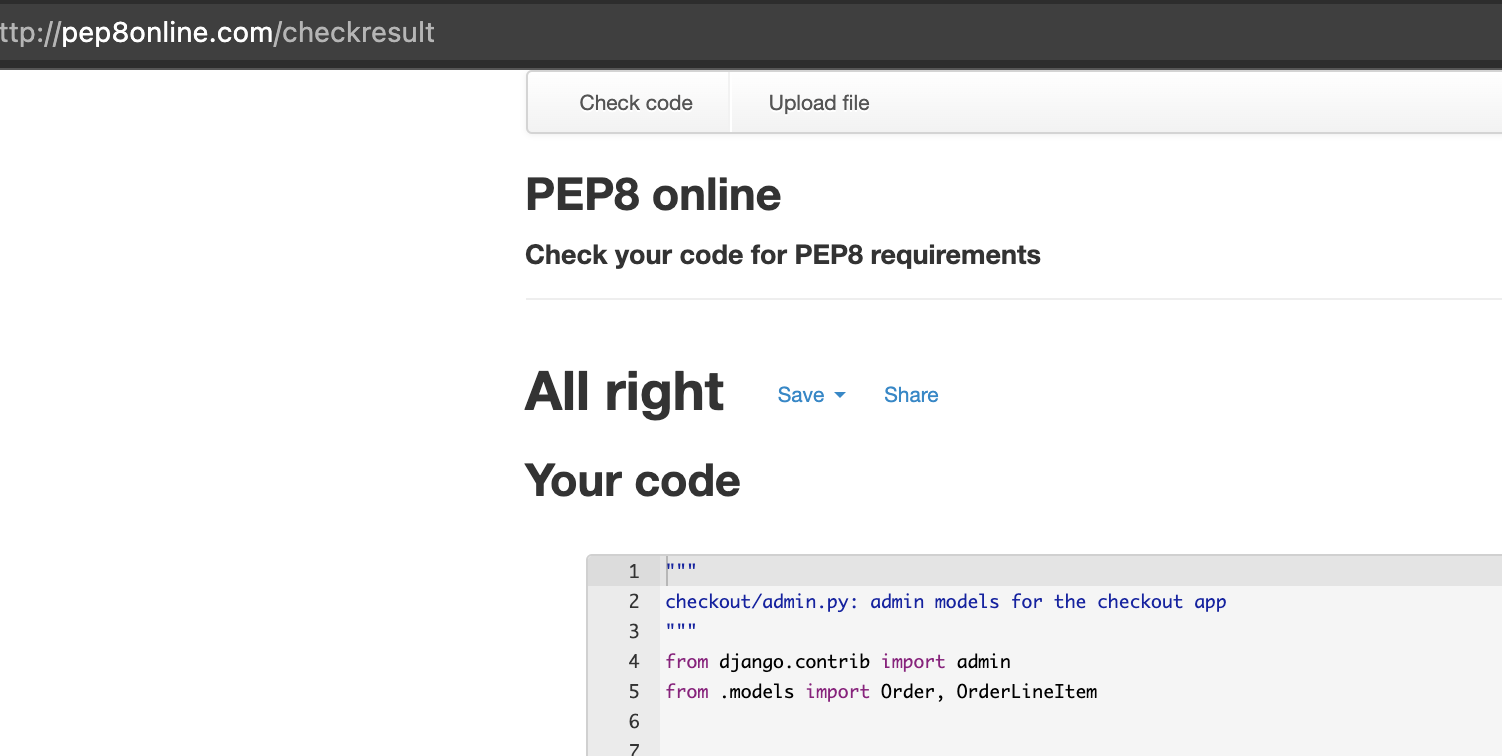 ttp://pep8online.com/checkresult
Check code Upload file
PEP8 online
Check your code for PEP8 requirements
All right Save Share
Your code
1 """
2 checkout/admin.py: admin models for the checkout app
3 """
4 from django.contrib import admin
5 from .models import Order, OrderLineItem
6
7